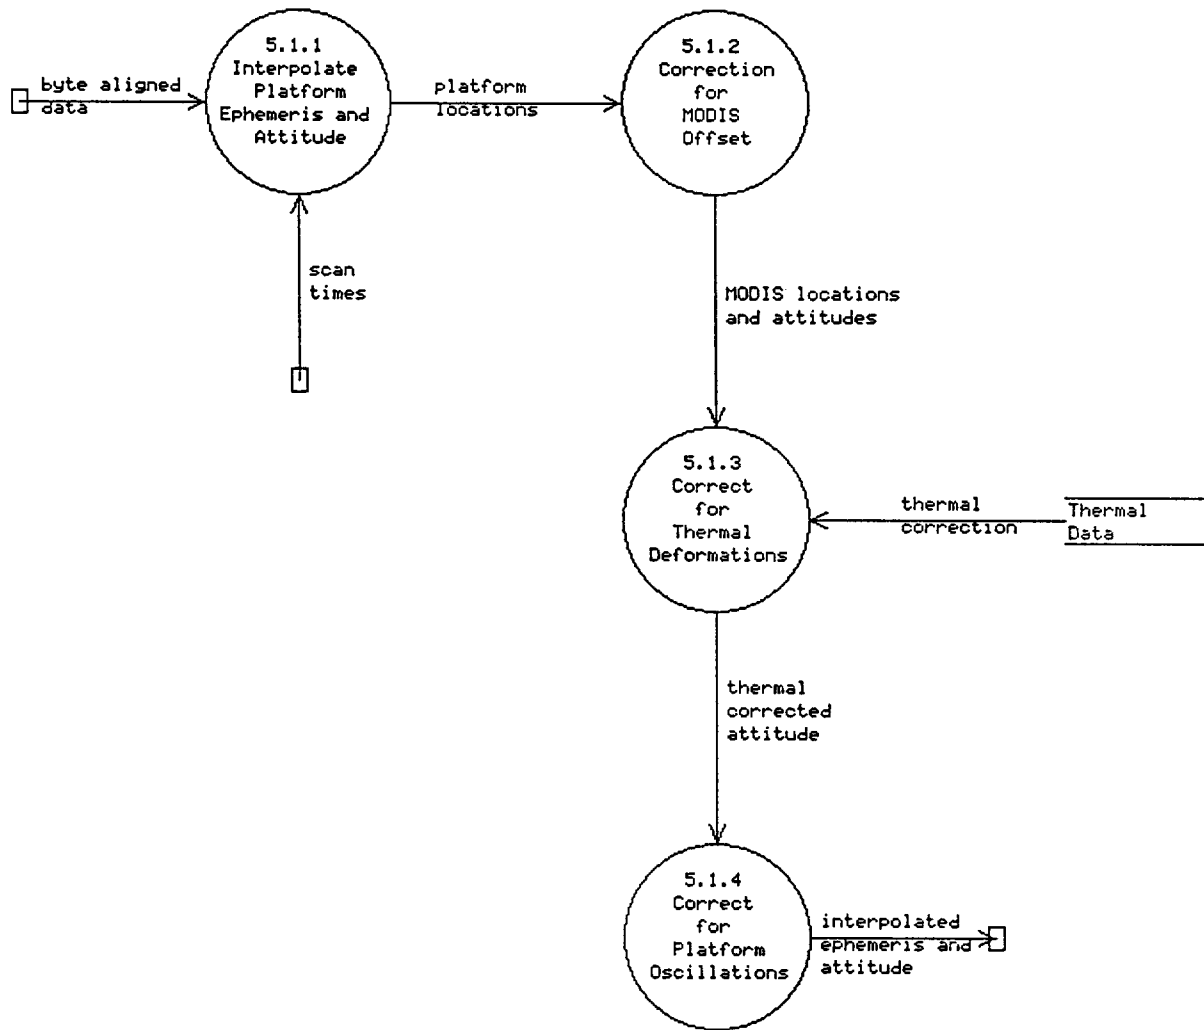 5.1.1
Interpolate
Platform
Ephemeris and
Attitude
byte aligned
data
platform
locations
5.1.2
Correction
for
MODIS
Offset
scan
times
MODIS locations
and attitudes
5.1.3
Correct
for
Thermal
Deformations
thermal
correction
Thermal
Data
thermal
corrected
attitude
5.1.4
Correct
for
Platform
Oscillations
interpolated
ephemeris and
attitude